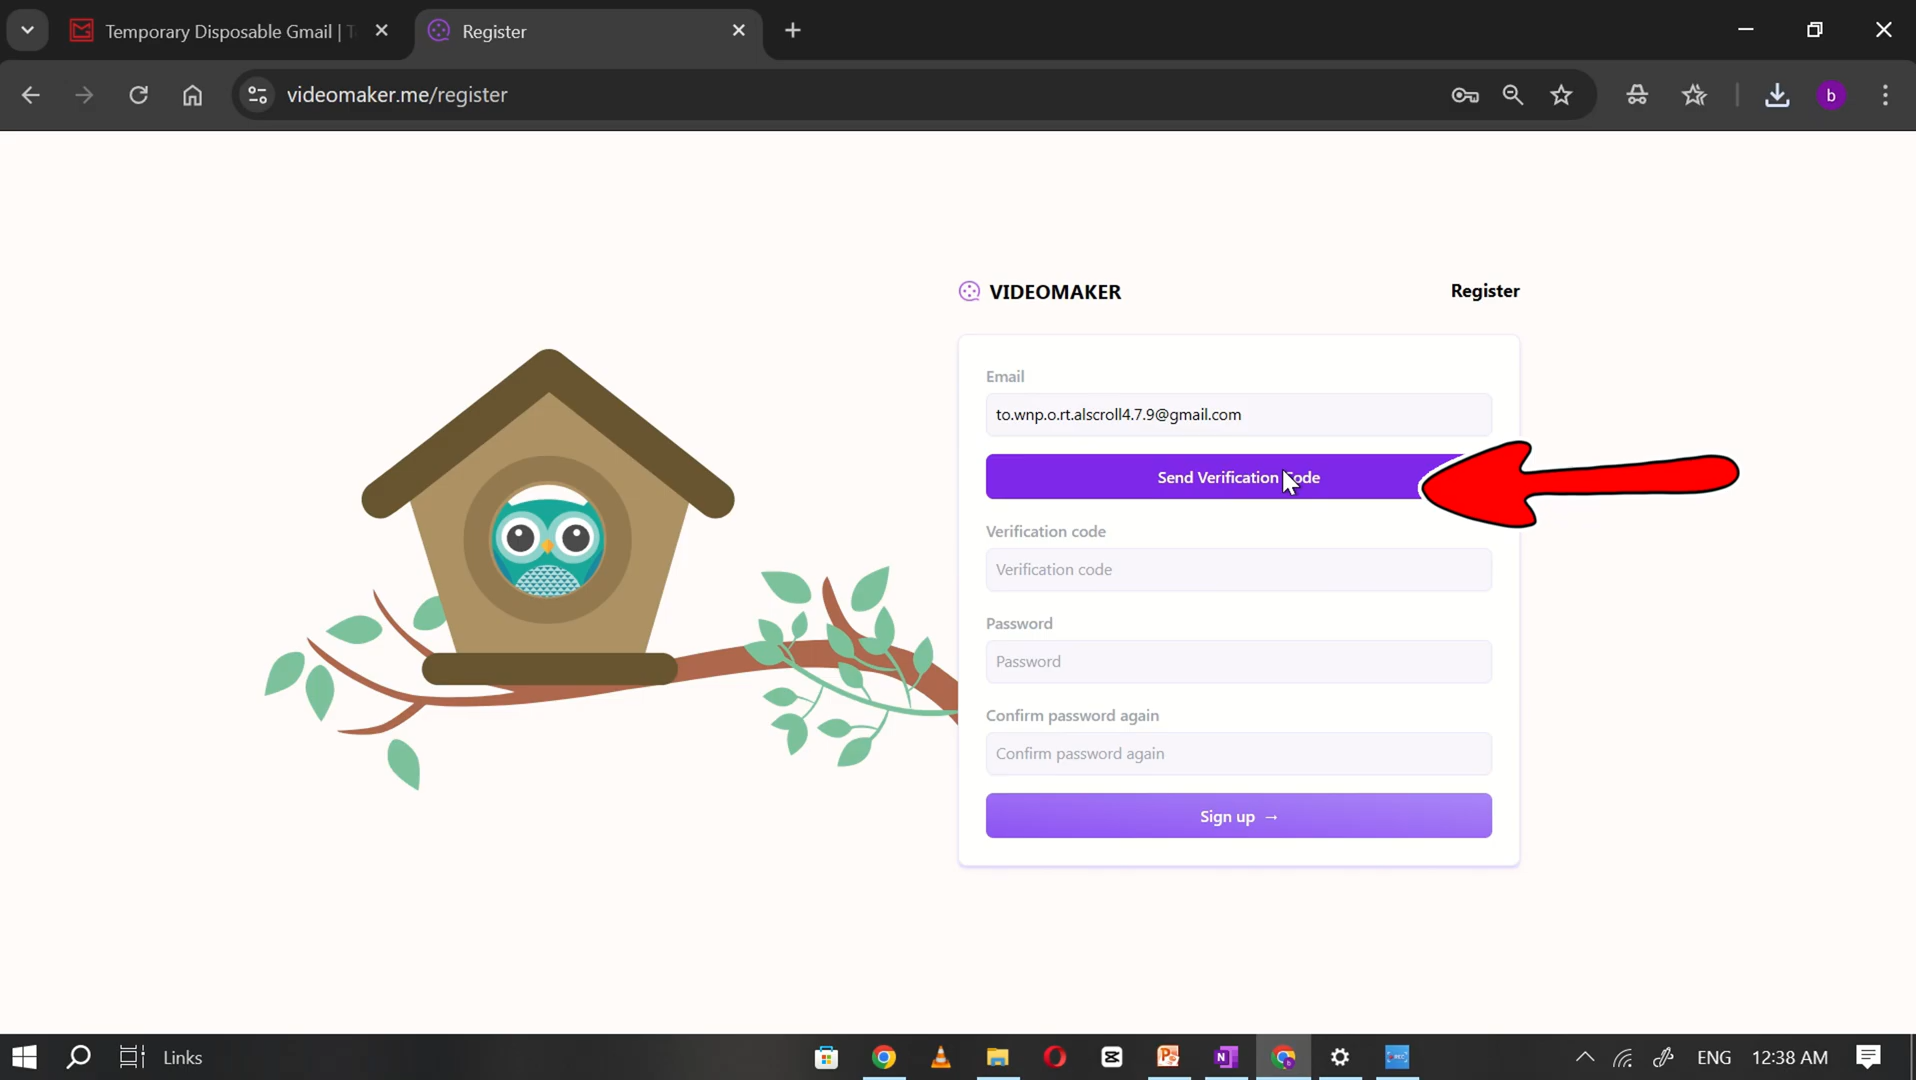 Temporary Disposable Gmail | T
Register
videomaker.me/register
b
VIDEOMAKER
Register
Email
to.wnp.o.rt.alscroll4.7.9@gmail.com
Send Verification Code
Verification code
Verification code
Password
Password
Confirm password again
Confirm password again
Sign up →
Links
ENG
12:38 AM